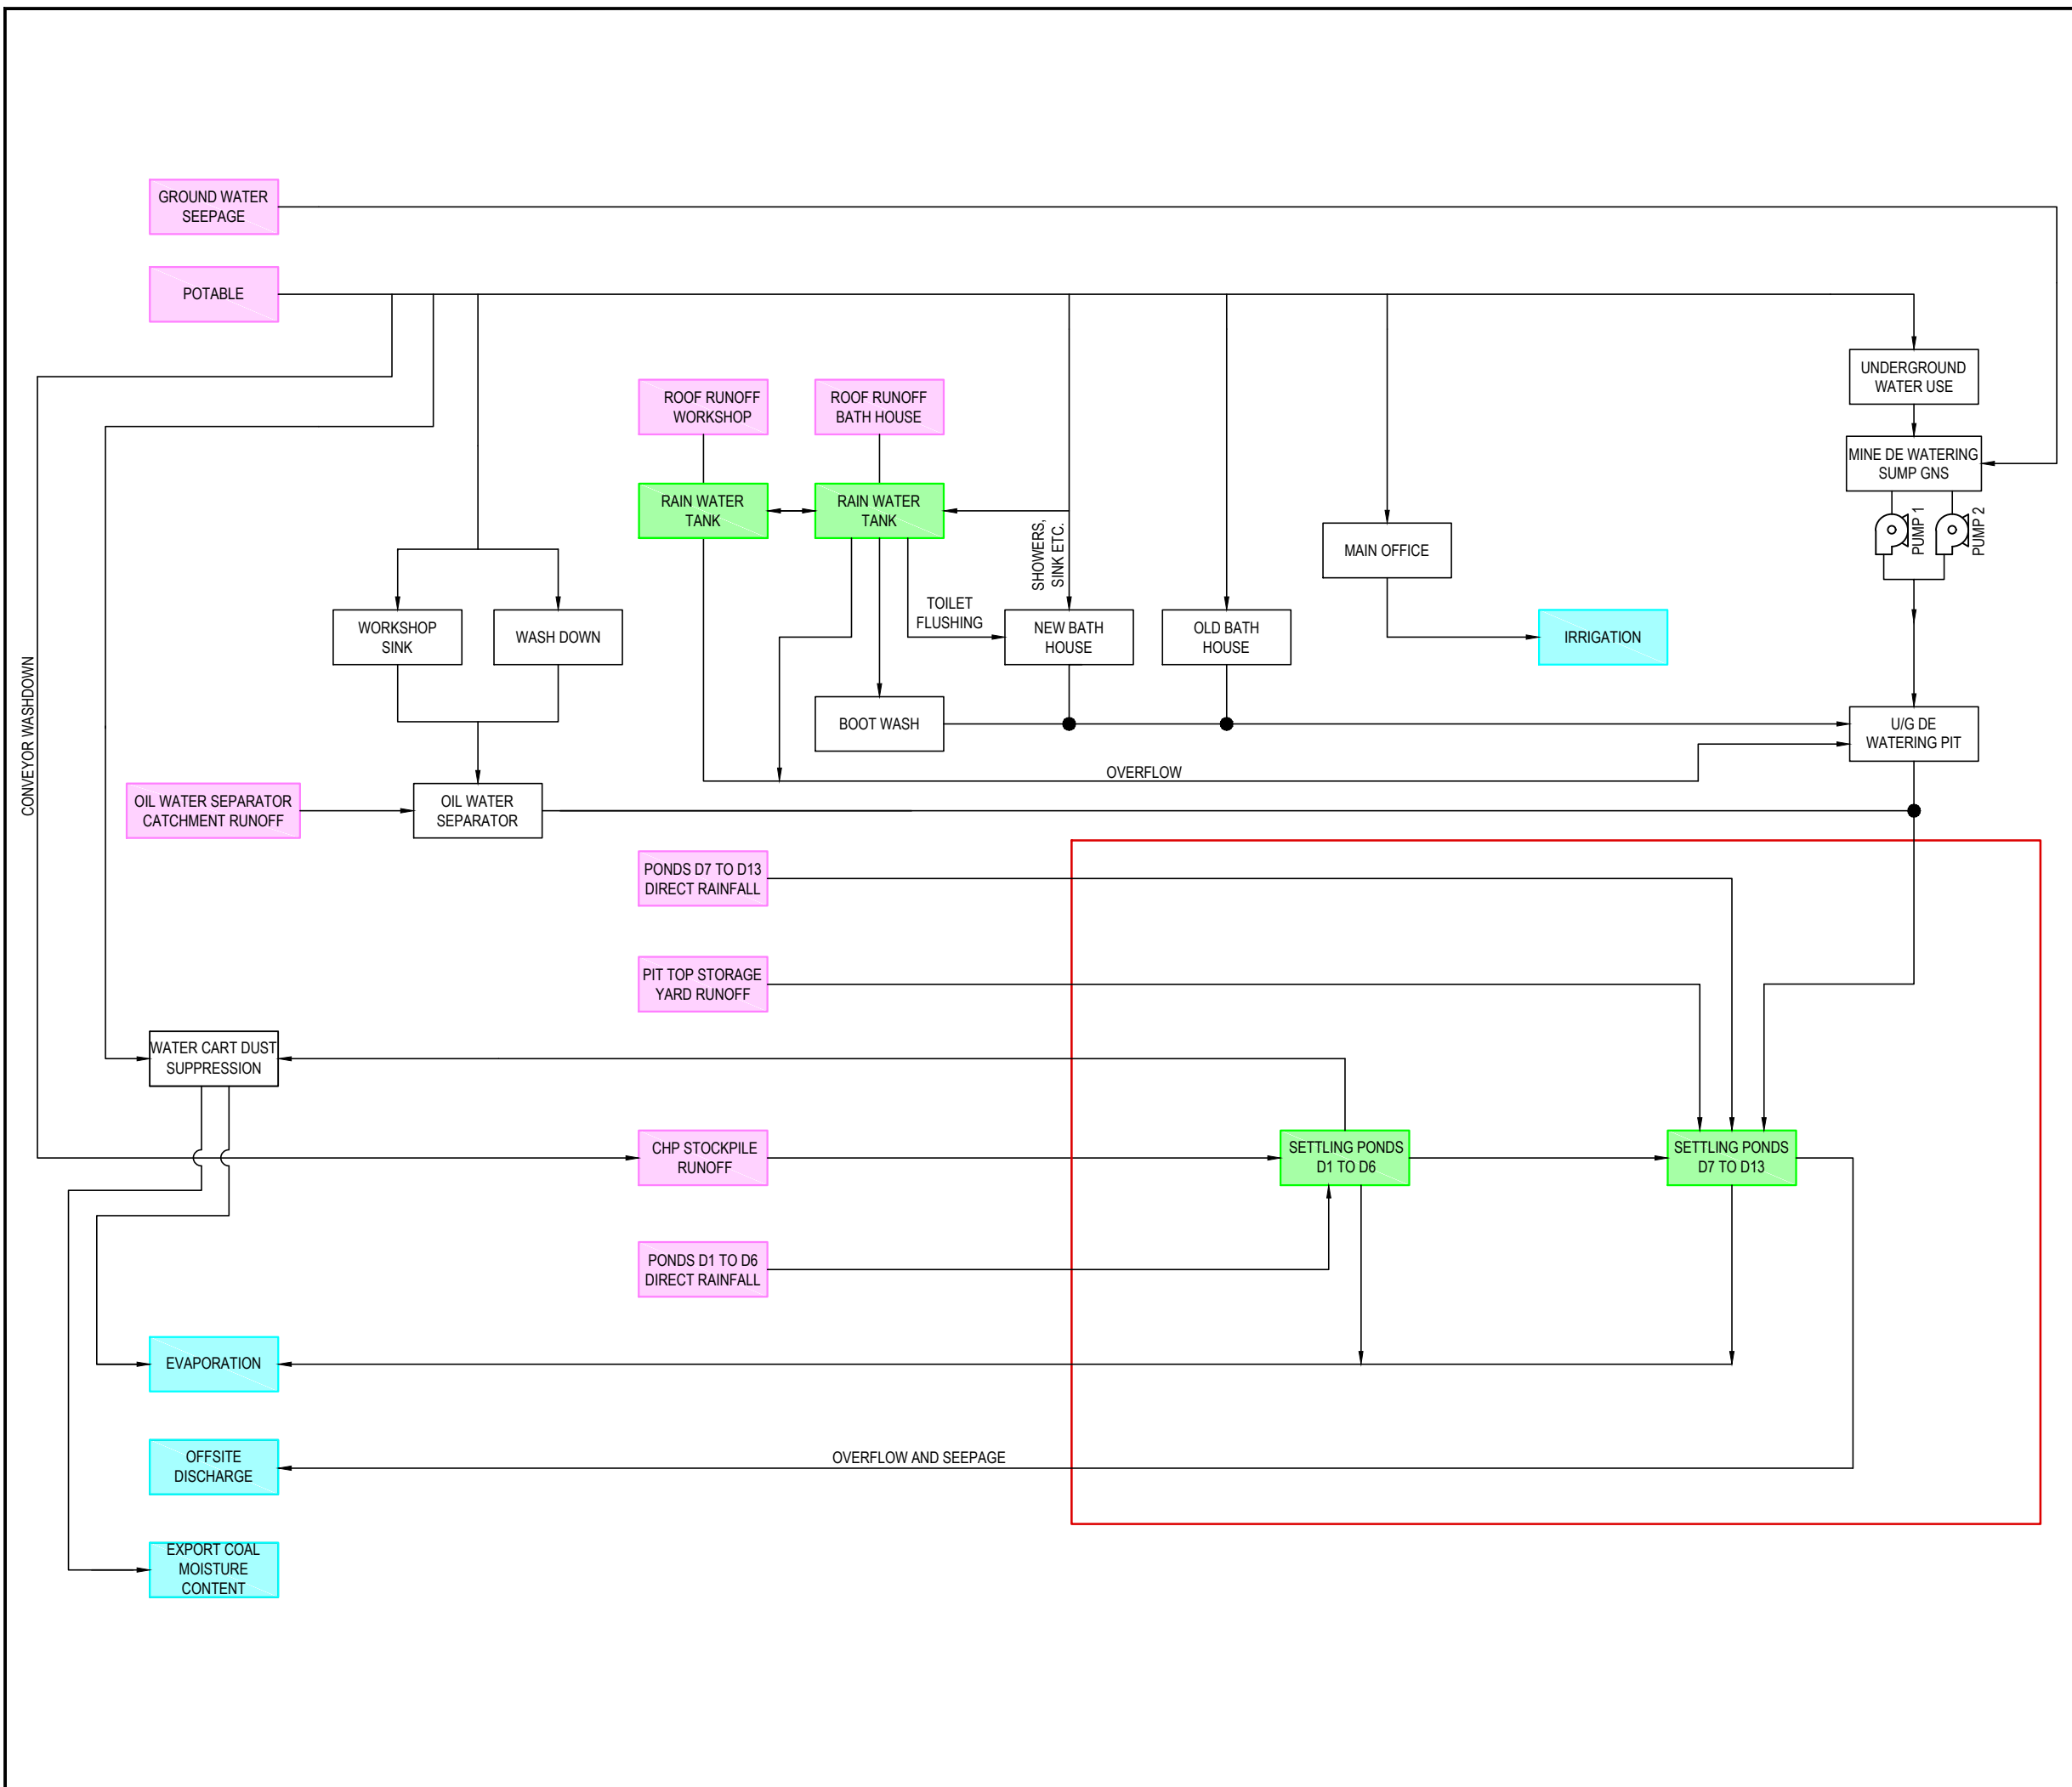 GROUND WATER
SEEPAGE
POTABLE
UNDERGROUND
WATER USE
ROOF RUNOFF
WORKSHOP
ROOF RUNOFF
BATH HOUSE
MINE DE WATERING
SUMP GNS
RAIN WATER
TANK
RAIN WATER
TANK
SHOWERS,
SINK ETC.
MAIN OFFICE
PUMP 1
PUMP 2
TOILET
FLUSHING
WORKSHOP
SINK
WASH DOWN
NEW BATH
HOUSE
OLD BATH
HOUSE
IRRIGATION
CONVEYOR WASHDOWN
BOOT WASH
U/G DE
WATERING PIT
OVERFLOW
OIL WATER SEPARATOR
CATCHMENT RUNOFF
OIL WATER
SEPARATOR
PONDS D7 TO D13
DIRECT RAINFALL
PIT TOP STORAGE
YARD RUNOFF
WATER CART DUST
SUPPRESSION
CHP STOCKPILE
RUNOFF
SETTLING PONDS
D1 TO D6
SETTLING PONDS
D7 TO D13
PONDS D1 TO D6
DIRECT RAINFALL
EVAPORATION
OFFSITE
DISCHARGE
OVERFLOW AND SEEPAGE
EXPORT COAL
MOISTURE
CONTENT